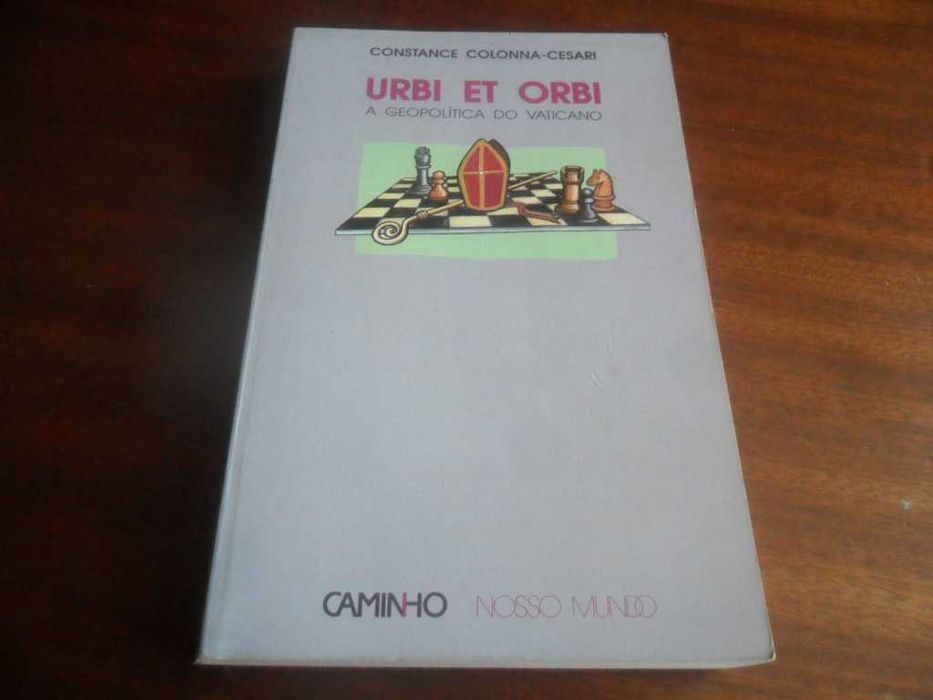 CONSTANCE COLONNA-CESARI
URBI ET ORBI
A GEOPOLÍTICA DO VATICANO
CAMINHO NOSSO MUNDO